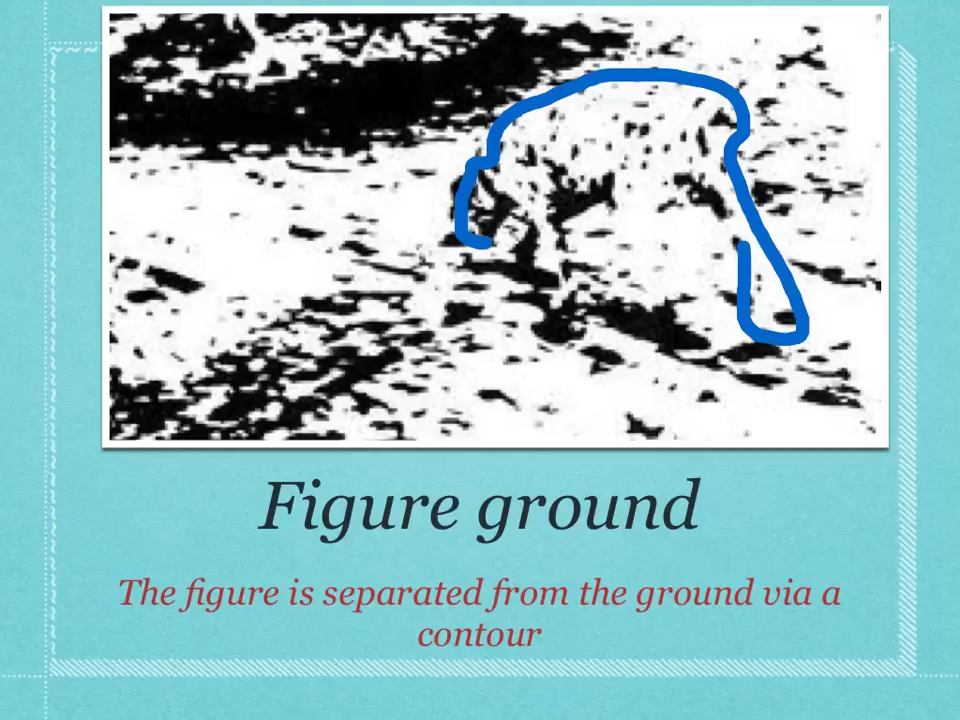 Figure ground
The figure is separated from the ground via a
contour